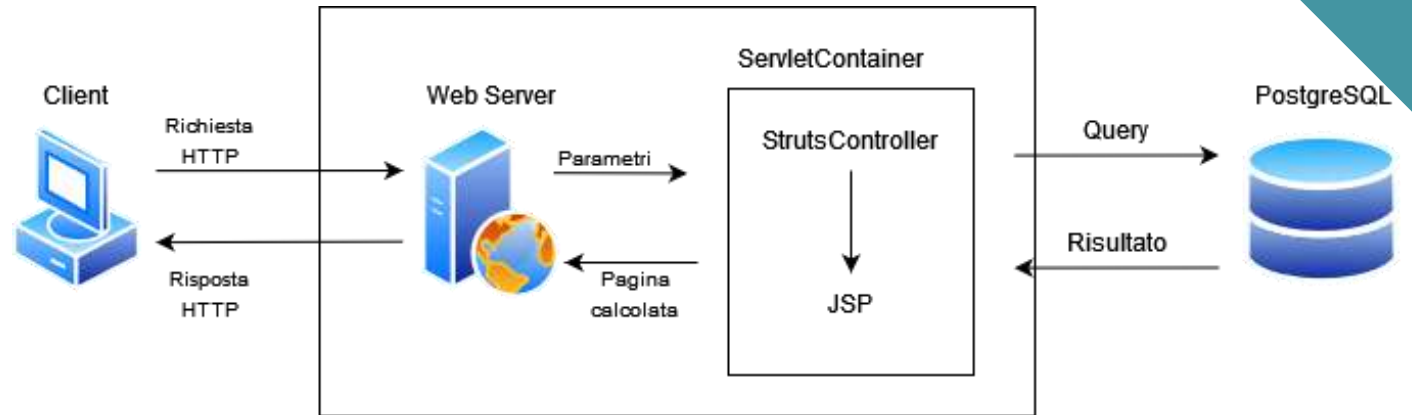 Client
Richiesta
HTTP
Risposta
HTTP
Web Server
Parametri
Pagina
calcolata
ServletContainer
StrutsController
JSP
Query
Risultato
PostgreSQL